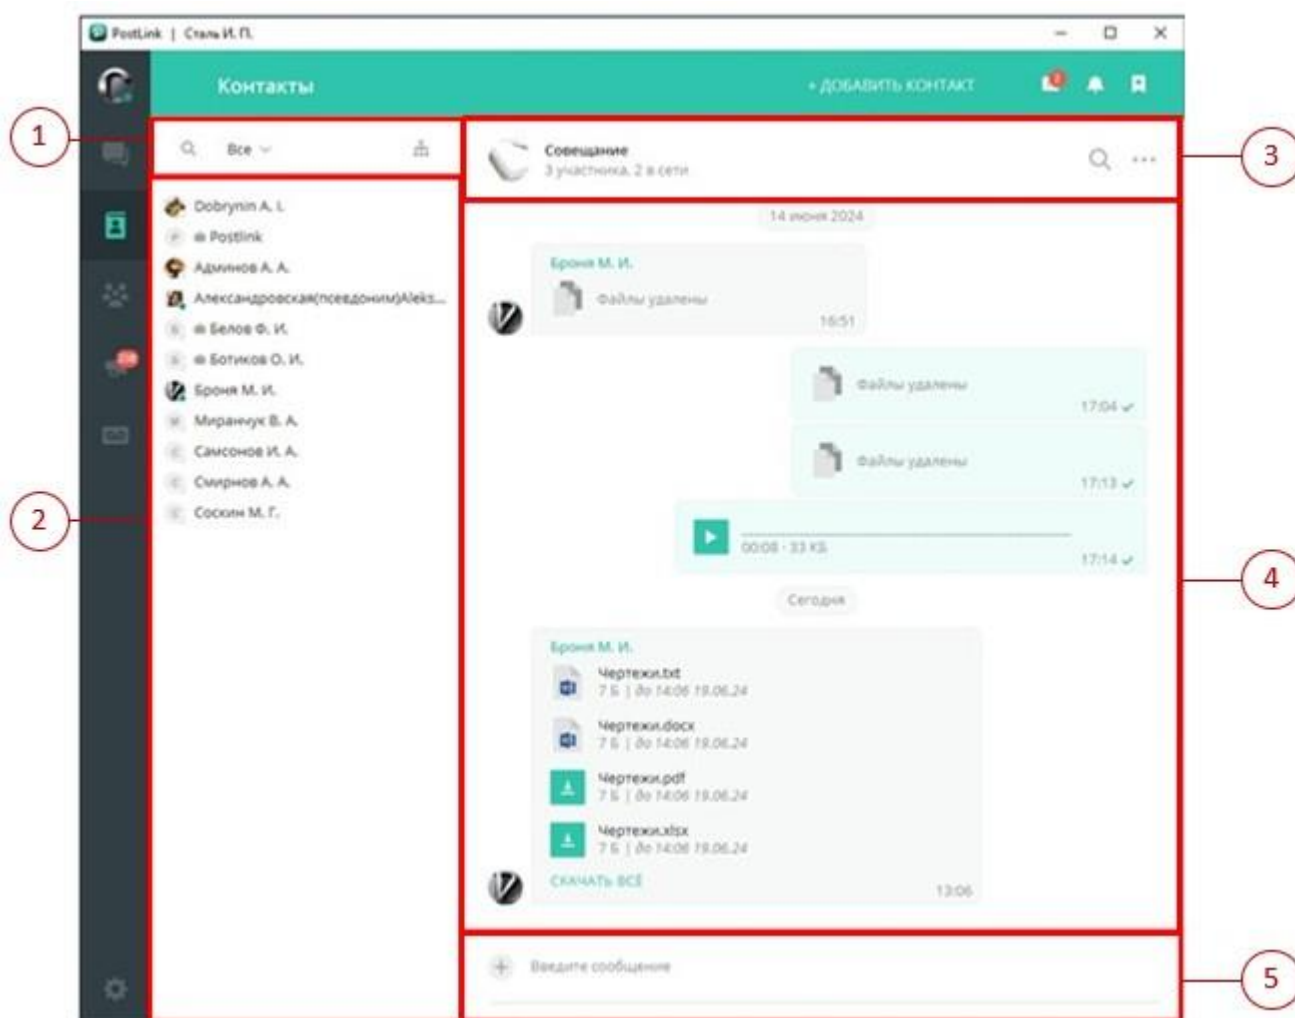 PostLink | Сталь И. П.
Контакты
+ ДОБАВИТЬ КОНТАКТ
1
Все
Совещание
3 участника, 2 в сети
3
Dobrynin A. I.
Postlink
Админов А. А.
Александровская(псевдоним)Aleks...
Белов Ф. И.
Ботиков О. И.
Броня М. И.
Миранчук В. А.
Самсонов И. А.
Смирнов А. А.
Соскин М. Г.
2
14 июня 2024
Броня М. И.
Файлы удалены
16:51
Файлы удалены
17:04
Файлы удалены
17:13
00:08 - 33 КБ
17:14
4
Сегодня
Броня М. И.
Чертежи.txt
7 Б | до 14:06 19.06.24
Чертежи.docx
7 Б | до 14:06 19.06.24
Чертежи.pdf
7 Б | до 14:06 19.06.24
Чертежи.xlsx
7 Б | до 14:06 19.06.24
СКАЧАТЬ ВСЁ
13:06
Введите сообщение
5